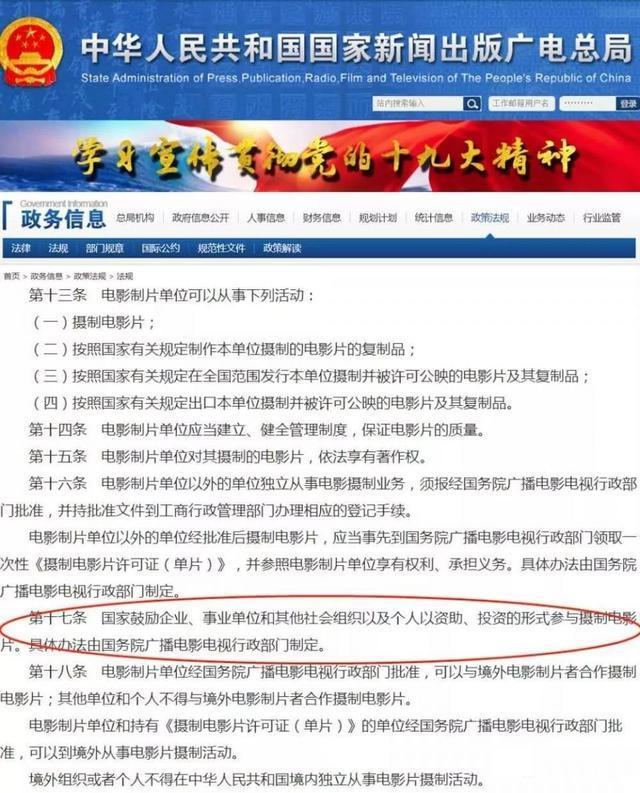 中华人民共和国国家新闻出版广电总局
State Administration of Press,Publication,Radio,Film and Television of The People's Republic of China
站内搜索输入 工作邮箱用户名 ········· 登录
学习宣传贯彻党的十九大精神
Government Information
政务信息 总局机构 政府信息公开 人事信息 财务信息 规划计划 统计信息 政策法规 业务动态 行业监管
法律 法规 部门规章 国际公约 规范性文件 政策解读
首页 > 政务信息 > 政策法规 > 法规
第十三条 电影制片单位可以从事下列活动：
（一）摄制电影片；
（二）按照国家有关规定制作本单位摄制的电影片的复制品；
（三）按照国家有关规定在全国范围发行本单位摄制并被许可公映的电影片及其复制品；
（四）按照国家有关规定出口本单位摄制并被许可公映的电影片及其复制品。
第十四条 电影制片单位应当建立、健全管理制度，保证电影片的质量。
第十五条 电影制片单位对其摄制的电影片，依法享有著作权。
第十六条 电影制片单位以外的单位独立从事电影摄制业务，须报经国务院广播电影电视行政部
门批准，并持批准文件到工商行政管理部门办理相应的登记手续。
电影制片单位以外的单位经批准后摄制电影片，应当事先到国务院广播电影电视行政部门领取一
次性《摄制电影片许可证（单片）》，并参照电影制片单位享有权利、承担义务。具体办法由国务院
广播电影电视行政部门制定。
第十七条 国家鼓励企业、事业单位和其他社会组织以及个人以资助、投资的形式参与摄制电影
片。具体办法由国务院广播电影电视行政部门制定。
第十八条 电影制片单位经国务院广播电影电视行政部门批准，可以与境外电影制片者合作摄制电
影片；其他单位和个人不得与境外电影制片者合作摄制电影片。
电影制片单位和持有《摄制电影片许可证（单片）》的单位经国务院广播电影电视行政部门批
准，可以到境外从事电影片摄制活动。
境外组织或者个人不得在中华人民共和国境内独立从事电影片摄制活动。